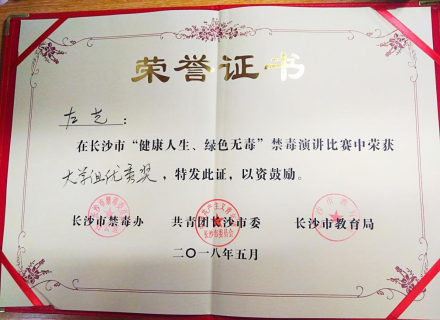 荣誉证书
左艺：
在长沙市“健康人生、绿色无毒”禁毒演讲比赛中荣获
大学组优秀奖，特发此证，以资鼓励。
长沙市禁毒办 共青团长沙市委 长沙市教育局
二〇一八年五月